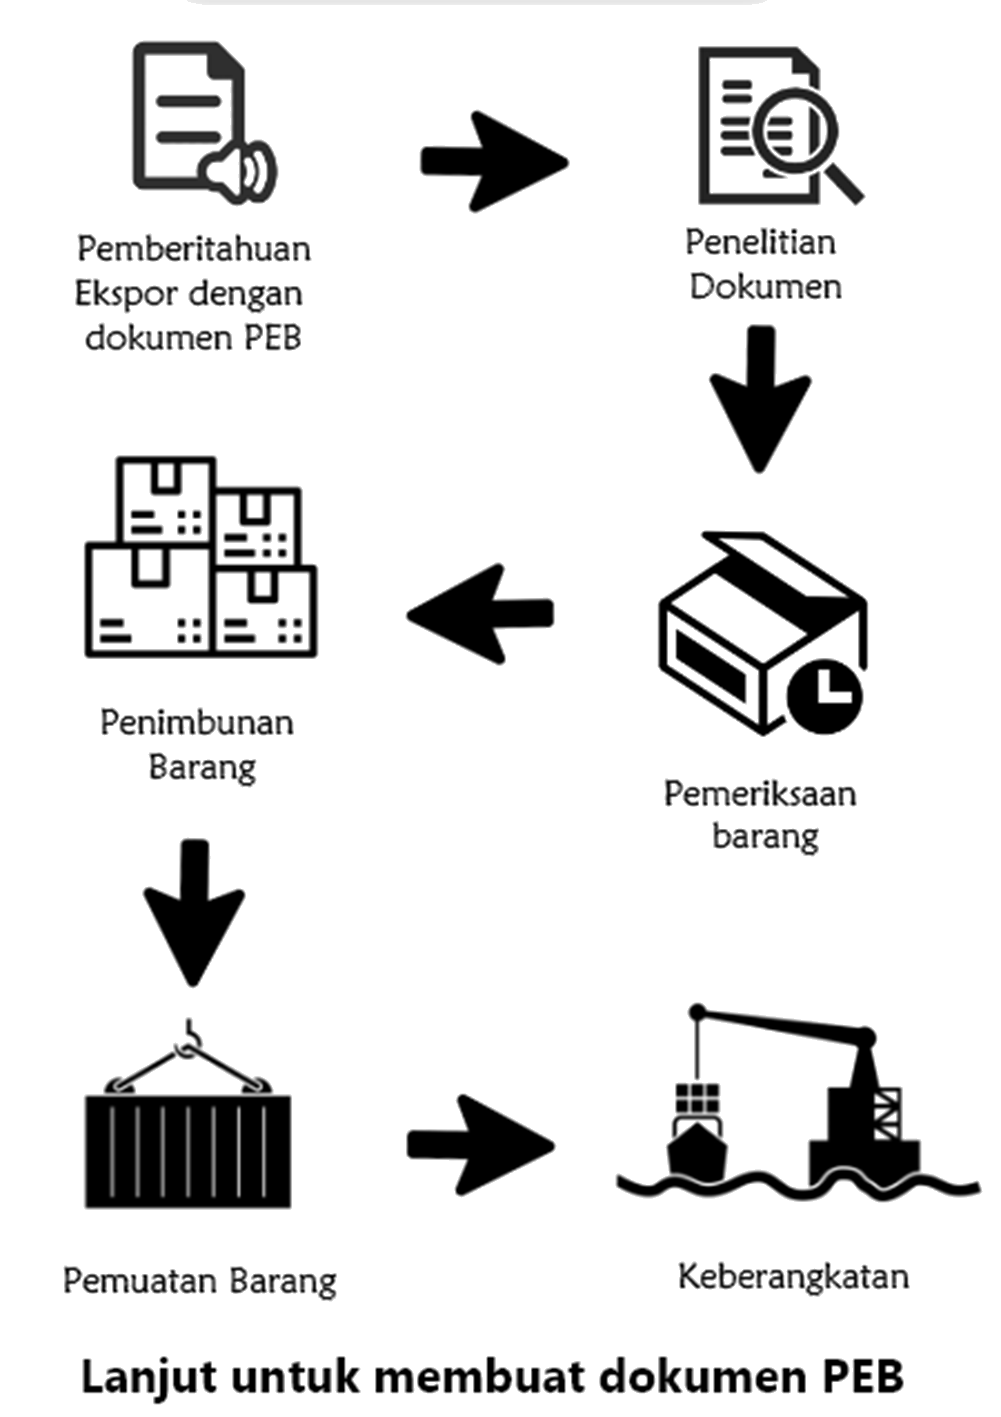 Pemberitahuan
Ekspor dengan
dokumen PEB
Penelitian
Dokumen
Pemeriksaan
barang
Penimbunan
Barang
Pemuatan Barang
Keberangkatan
Lanjut untuk membuat dokumen PEB